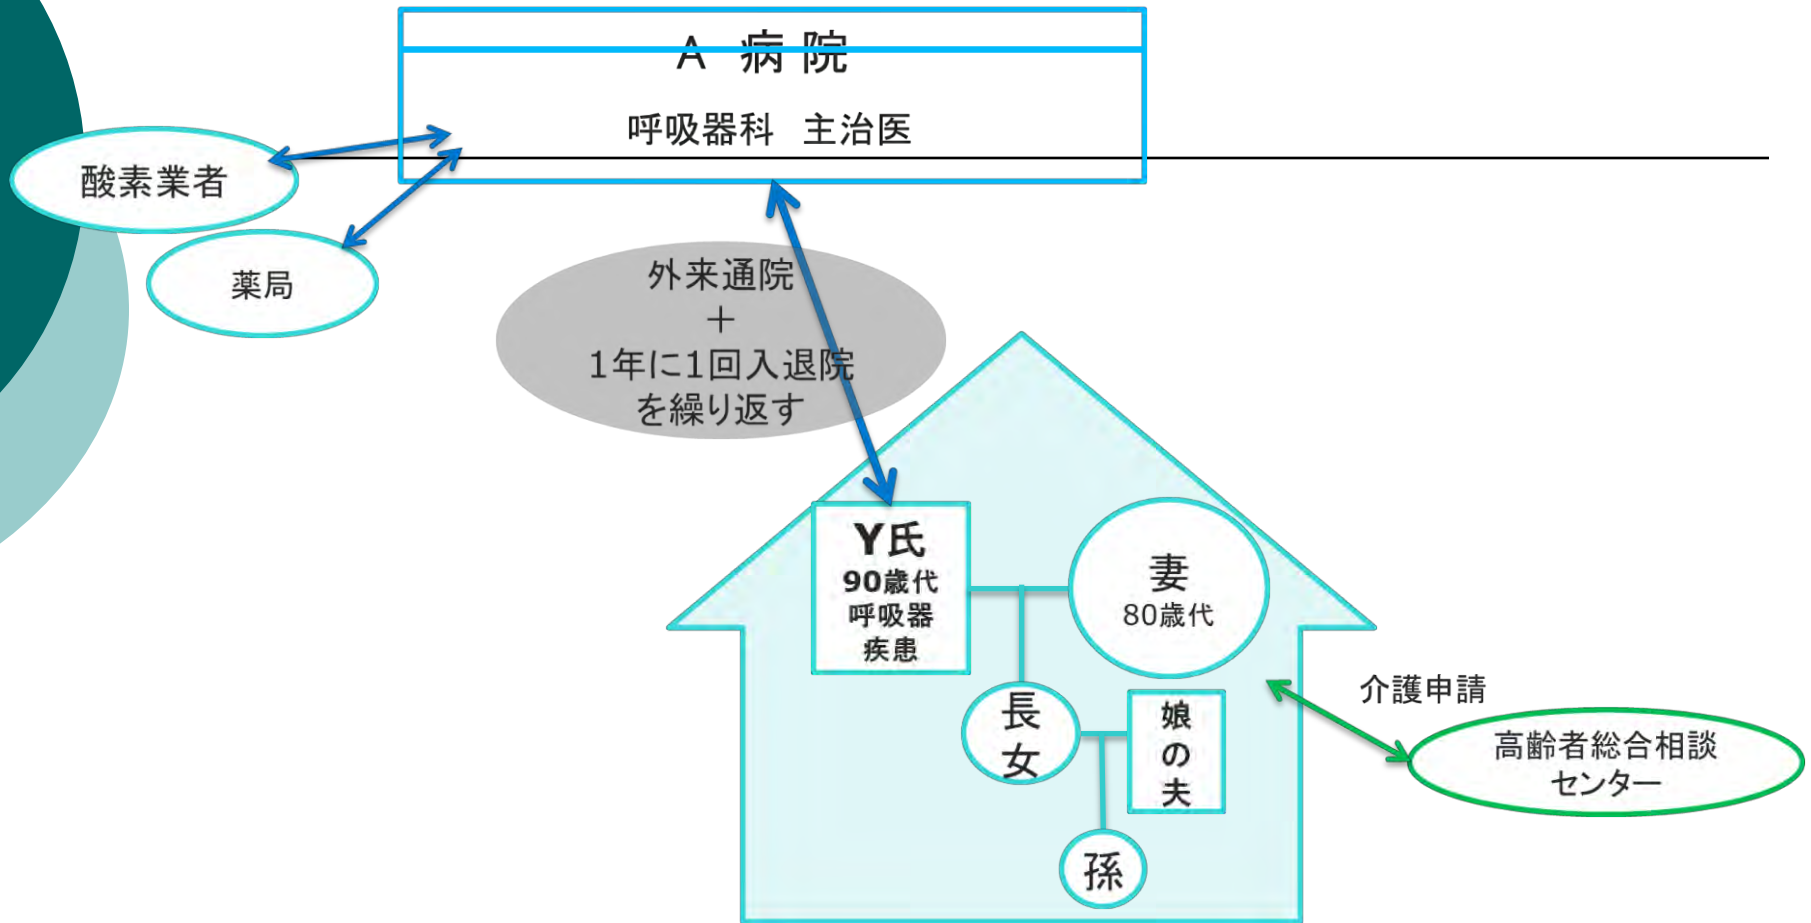 A 病院
呼吸器科 主治医
酸素業者
薬局
外来通院
＋
1年に1回入退院
を繰り返す
Y氏
90歳代
呼吸器
疾患
妻
80歳代
長
女
娘
の
夫
孫
介護申請
高齢者総合相談
センター